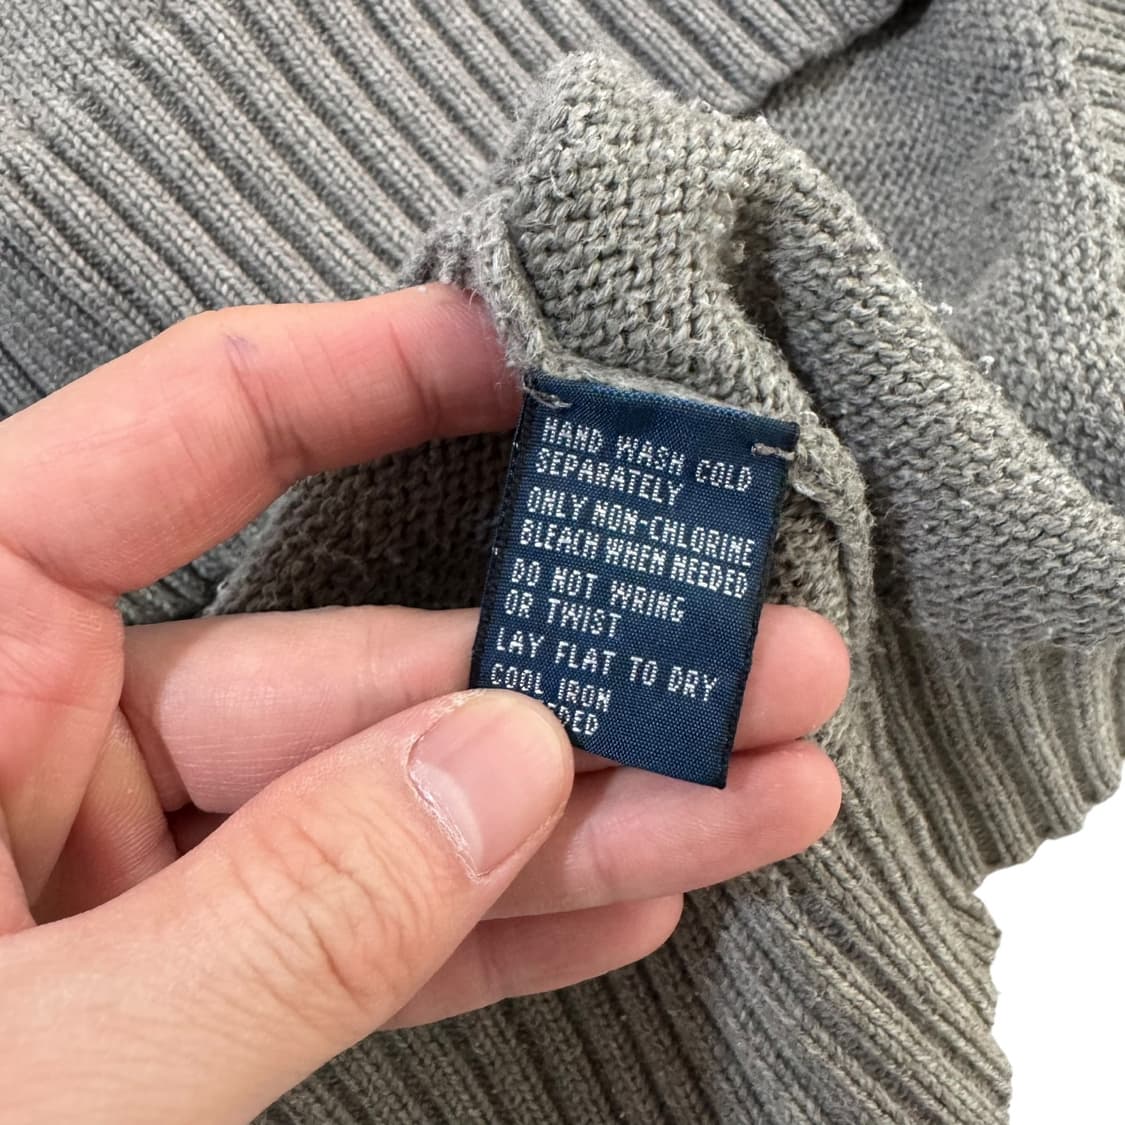 HAND WASH COLD
SEPARATELY
ONLY NON-CHLORINE
BLEACH WHEN NEEDED
DO NOT WRING
OR TWIST
LAY FLAT TO DRY
COOL IRON